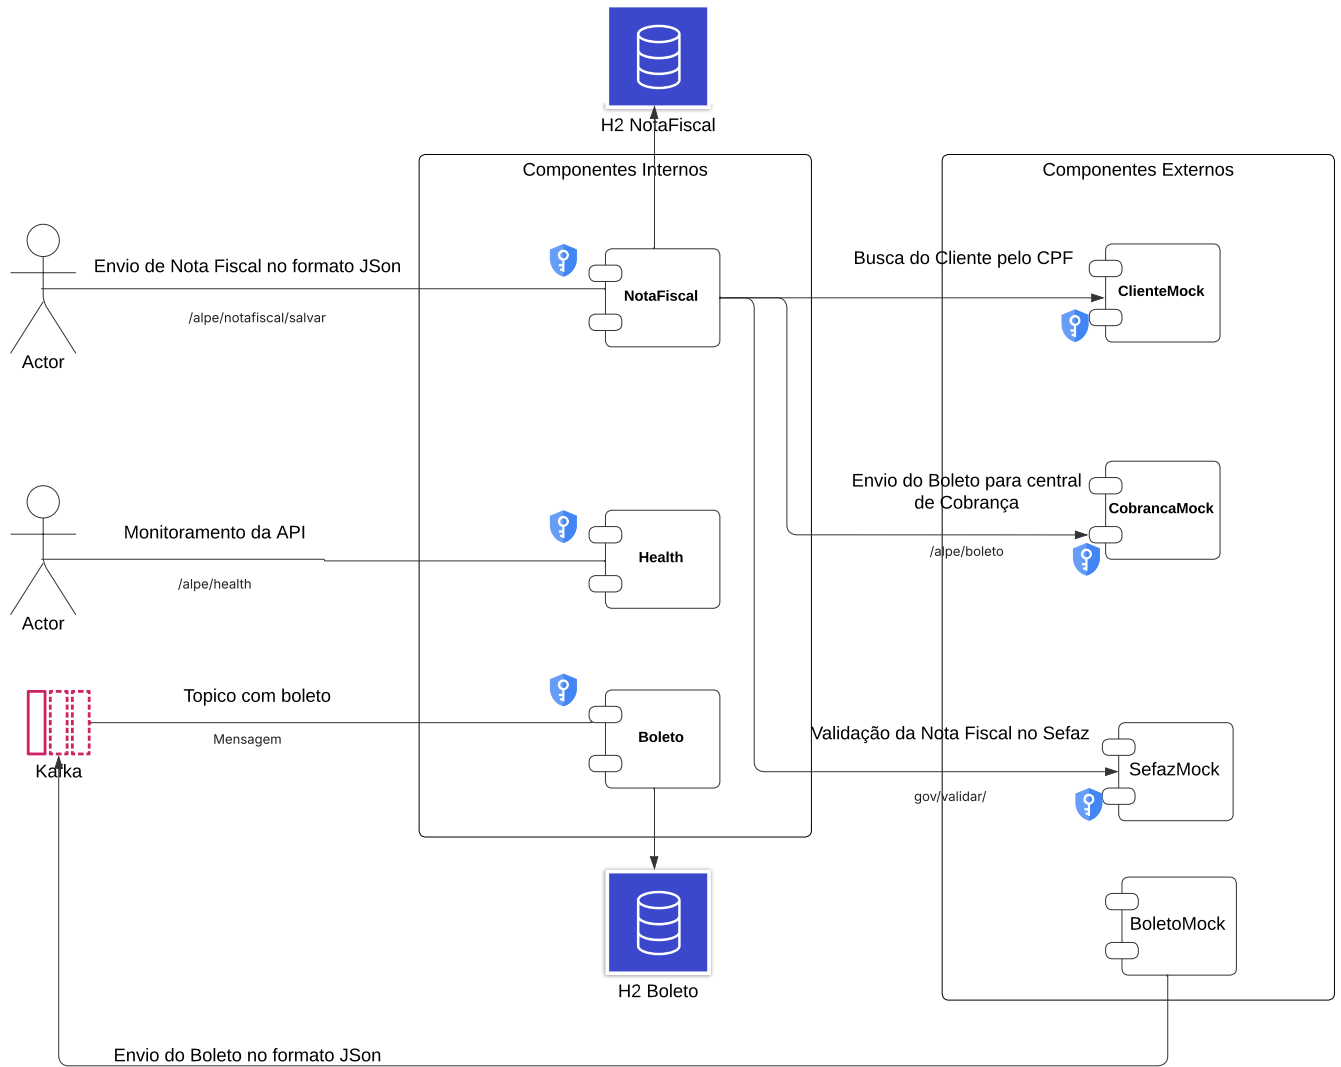 H2 NotaFiscal
Componentes Internos
Componentes Externos
Envio de Nota Fiscal no formato JSon
/alpe/notafiscal/salvar
Actor
NotaFiscal
Busca do Cliente pelo CPF
ClienteMock
Monitoramento da API
/alpe/health
Actor
Health
Envio do Boleto para central
de Cobrança
/alpe/boleto
CobrancaMock
Topico com boleto
Mensagem
Kafka
Boleto
Validação da Nota Fiscal no Sefaz
gov/validar/
SefazMock
BoletoMock
H2 Boleto
Envio do Boleto no formato JSon